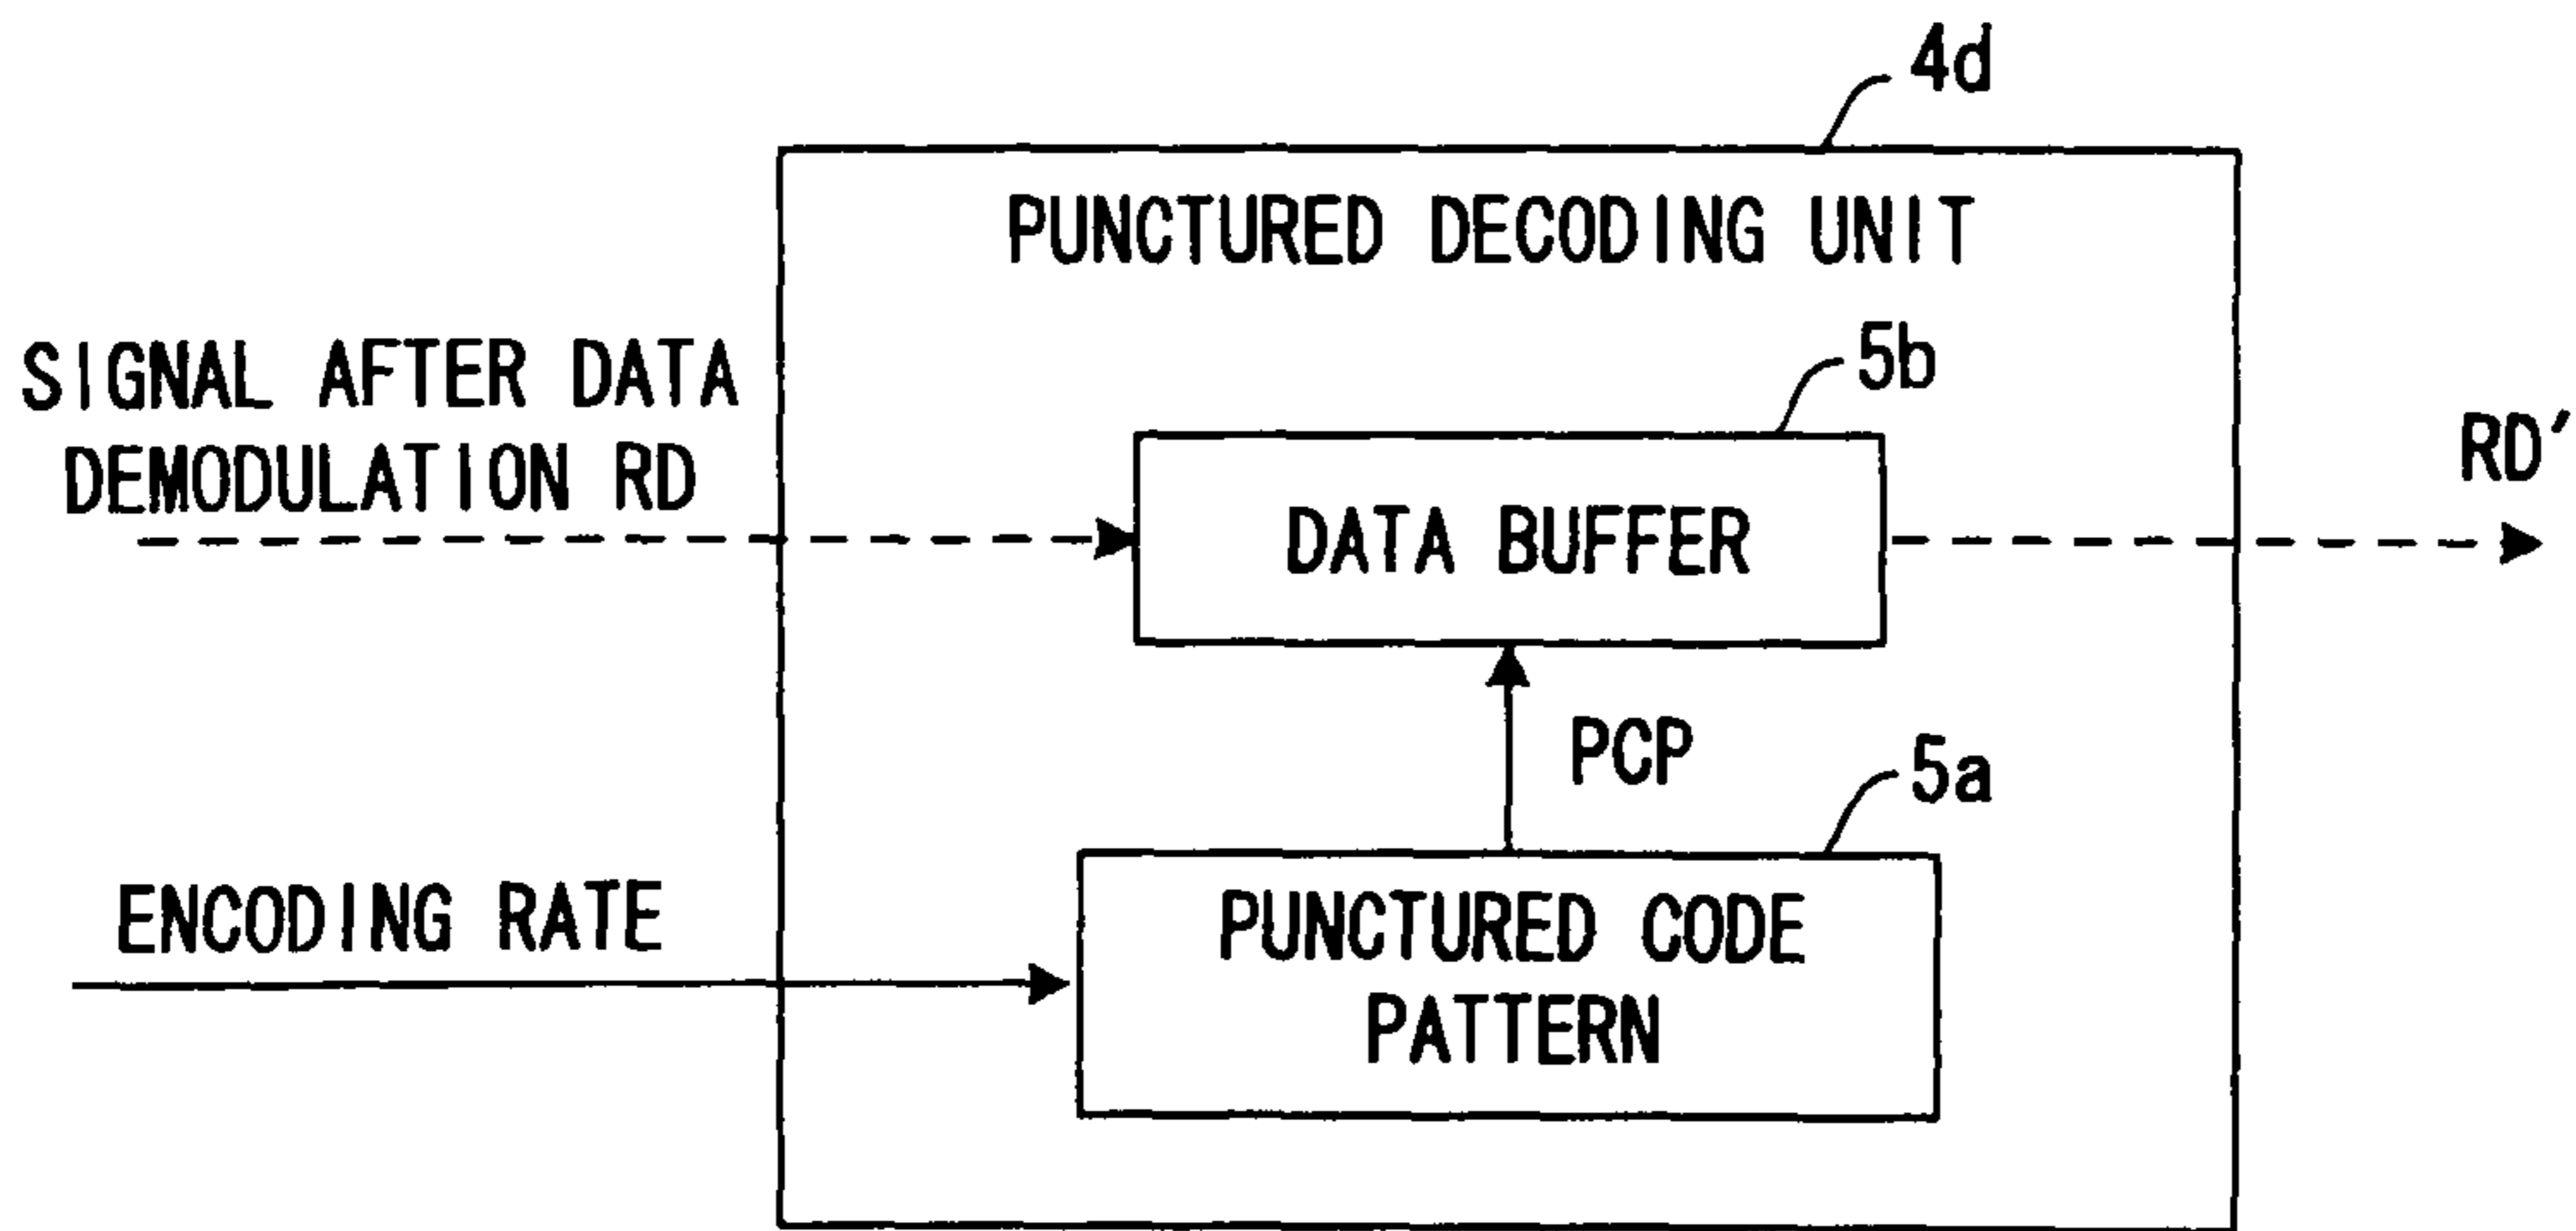 4d
PUNCTURED DECODING UNIT
SIGNAL AFTER DATA
DEMODULATION RD
5b
RD'
DATA BUFFER
PCP
5a
ENCODING RATE
PUNCTURED CODE
PATTERN